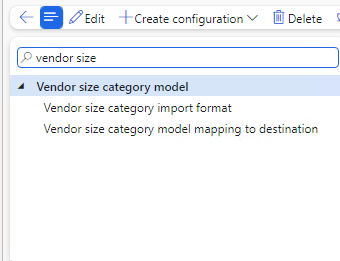 Edit Create configuration Delete
vendor size
Vendor size category model
Vendor size category import format
Vendor size category model mapping to destination